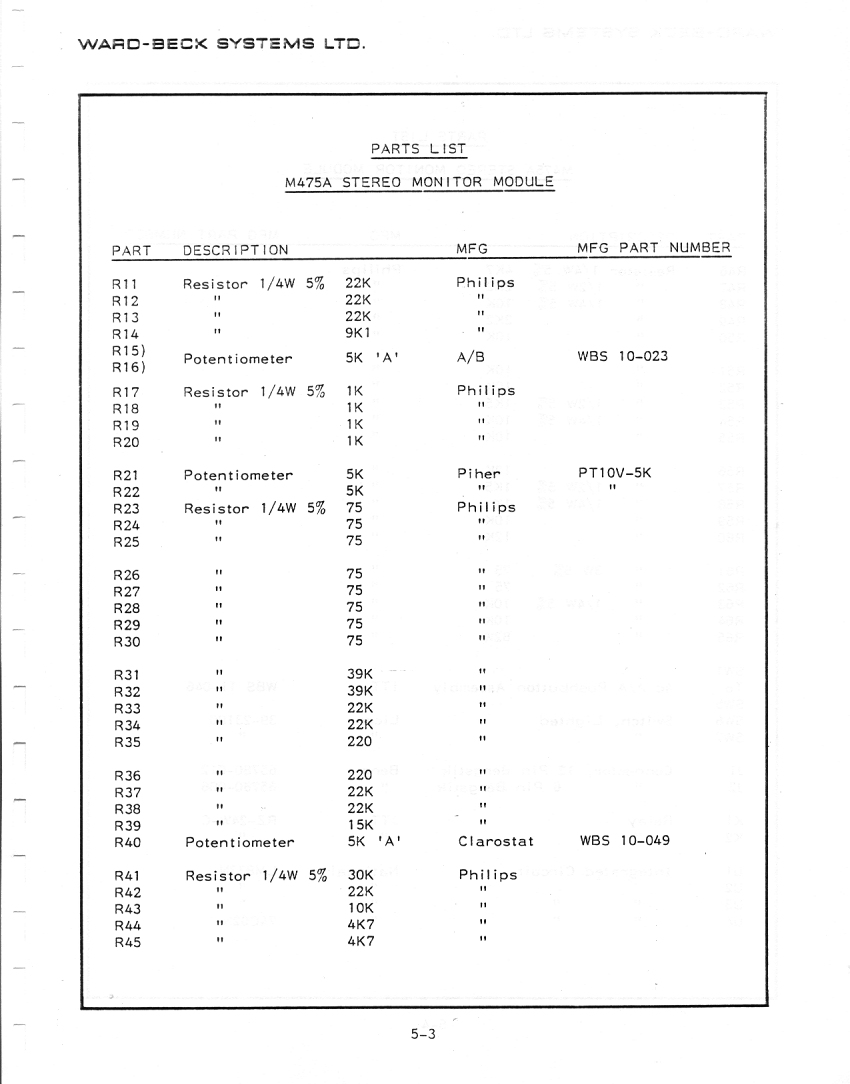 WARD-BECK SYSTEMS LTD.
PARTS LIST
M475A STEREO MONITOR MODULE
PART DESCRIPTION MFG MFG PART NUMBER
R11 Resistor 1/4W 5% 22K Philips
R12 " 22K "
R13 " 22K "
R14 " 9K1 "
R15)
R16) Potentiometer 5K 'A' A/B WBS 10-023
R17 Resistor 1/4W 5% 1K Philips
R18 " 1K "
R19 " 1K "
R20 " 1K "
R21 Potentiometer 5K Piher PT10V-5K
R22 " 5K " "
R23 Resistor 1/4W 5% 75 Philips
R24 " 75 "
R25 " 75 "
R26 " 75 "
R27 " 75 "
R28 " 75 "
R29 " 75 "
R30 " 75 "
R31 " 39K "
R32 " 39K "
R33 " 22K "
R34 " 22K "
R35 " 220 "
R36 " 220 "
R37 " 22K "
R38 " 22K "
R39 " 15K "
R40 Potentiometer 5K 'A' Clarostat WBS 10-049
R41 Resistor 1/4W 5% 30K Philips
R42 " 22K "
R43 " 10K "
R44 " 4K7 "
R45 " 4K7 "
5-3